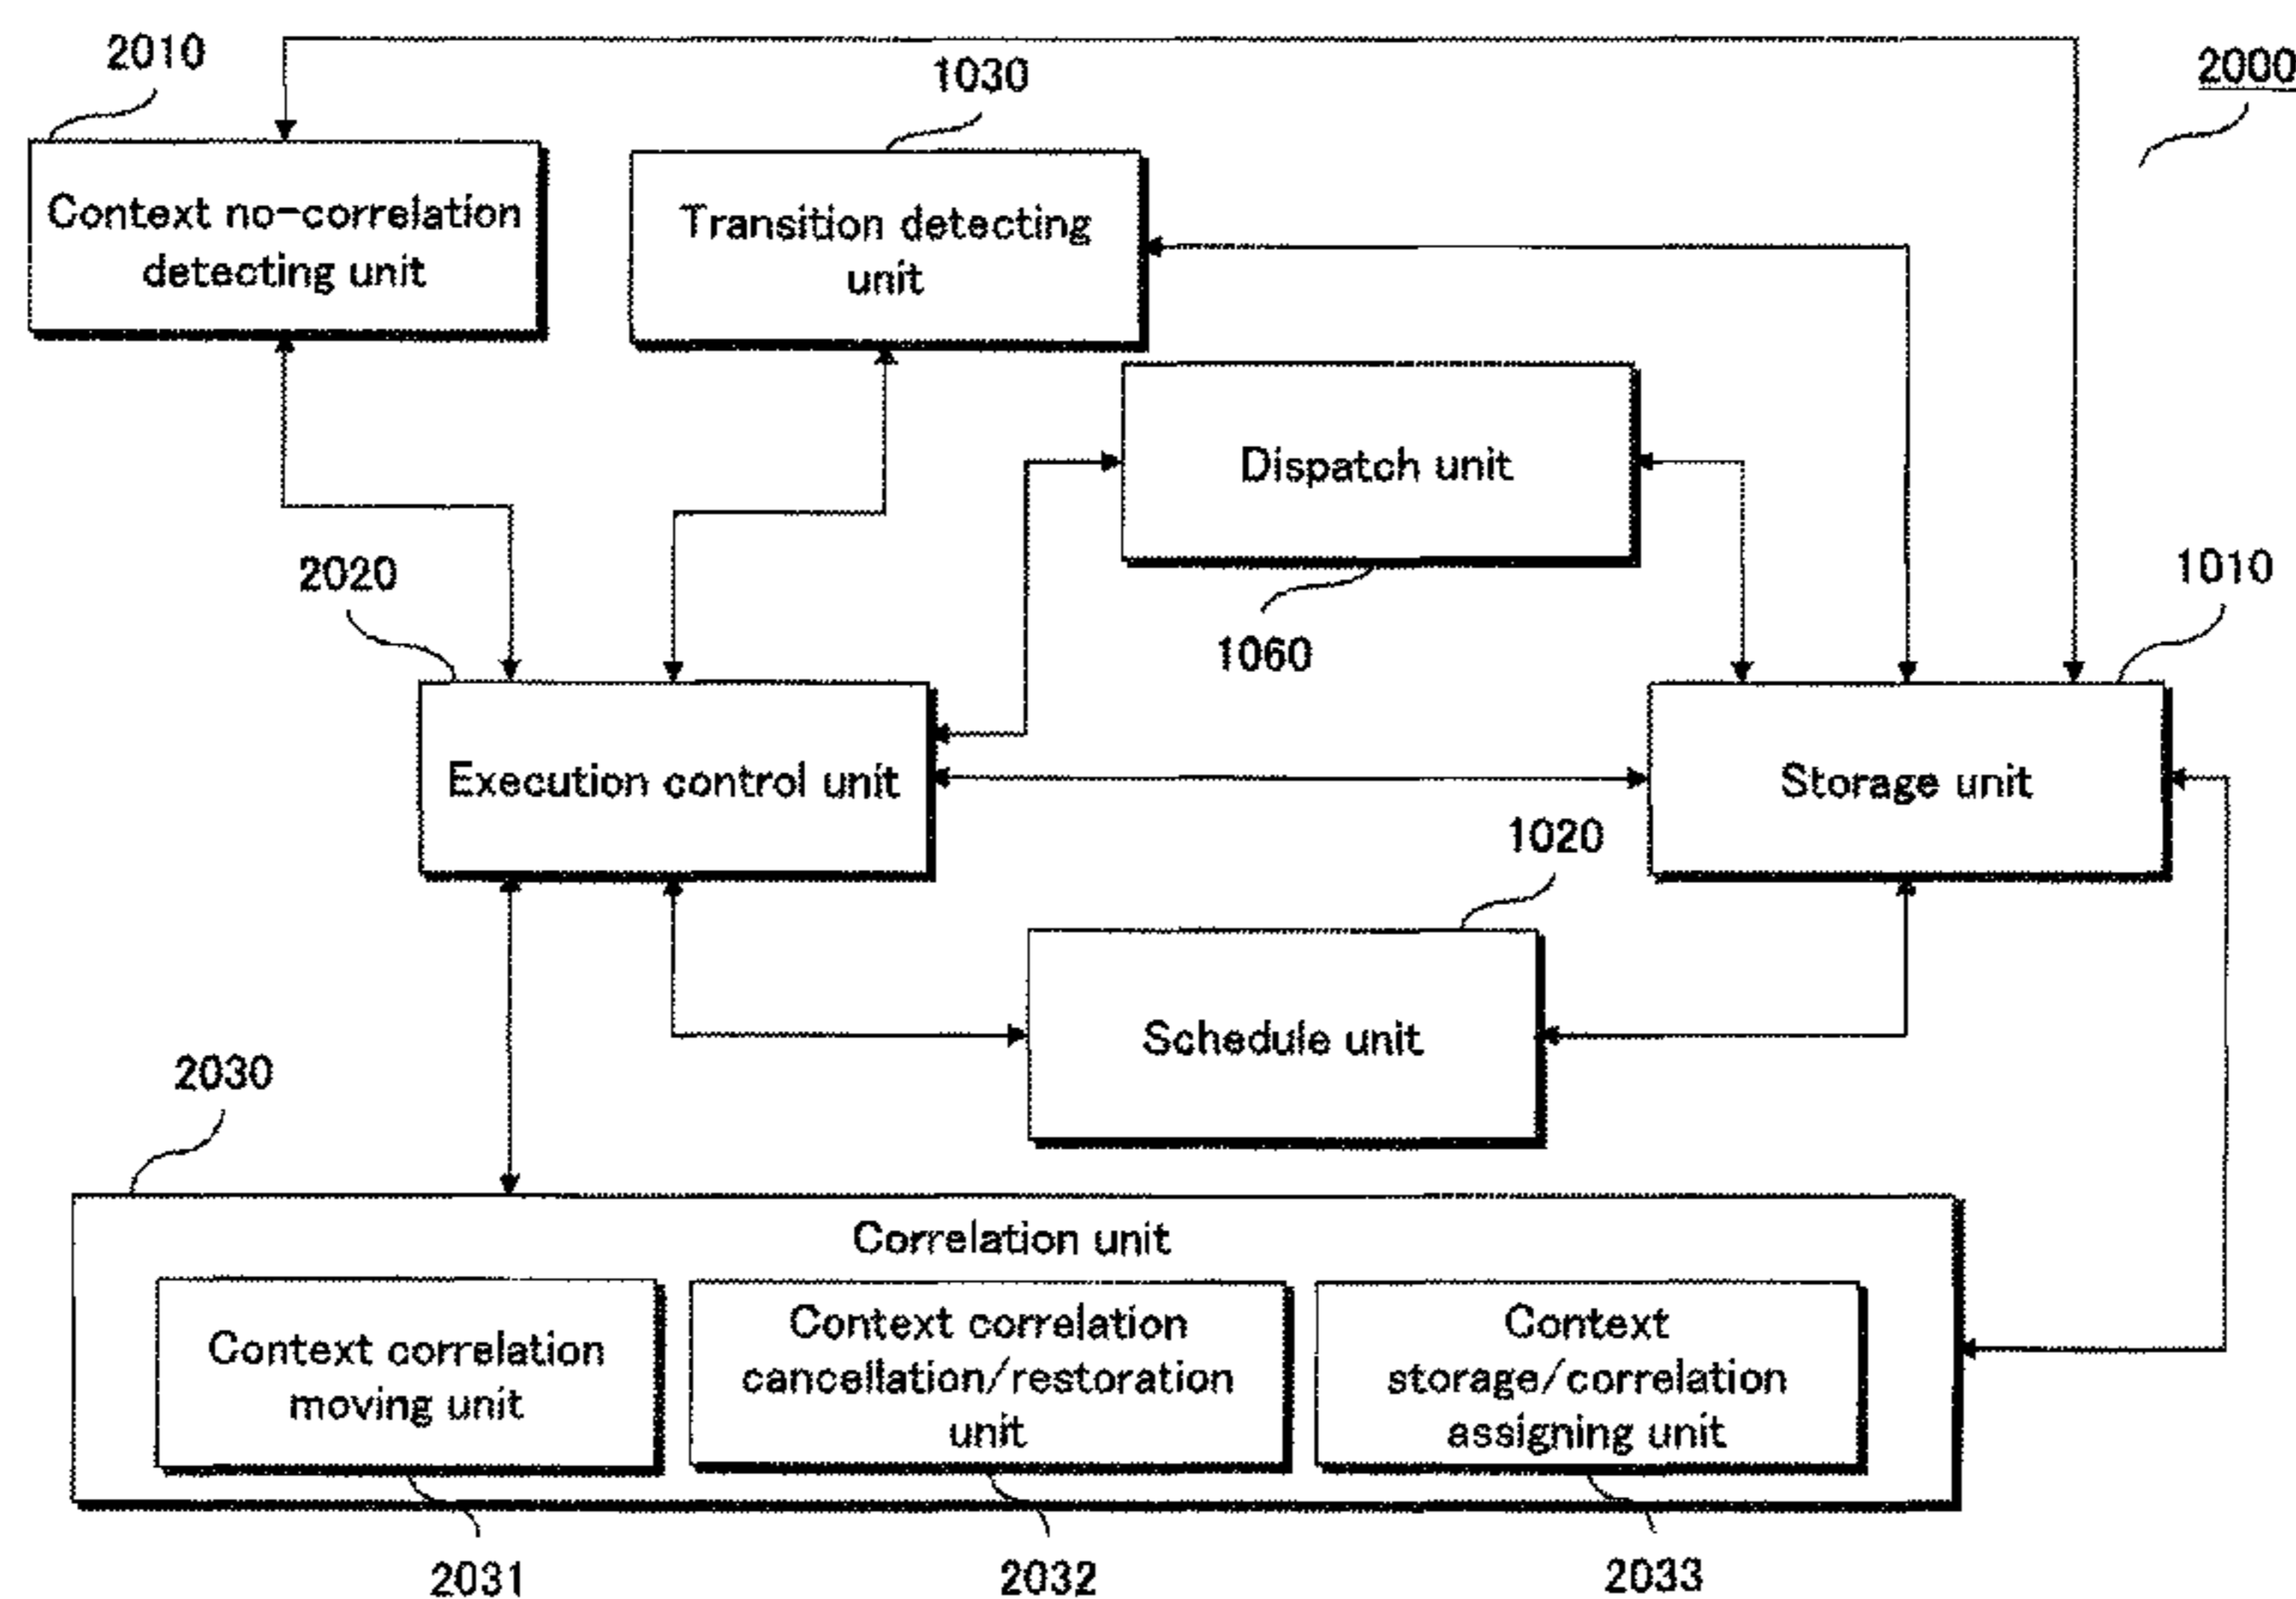 2010
1030
2000
Context no-correlation
detecting unit
Transition detecting
unit
Dispatch unit
2020
1060
1010
Execution control unit
Storage unit
1020
Schedule unit
2030
Correlation unit
Context correlation
moving unit
Context correlation
cancellation/restoration
unit
Context
storage/correlation
assigning unit
2031
2032
2033